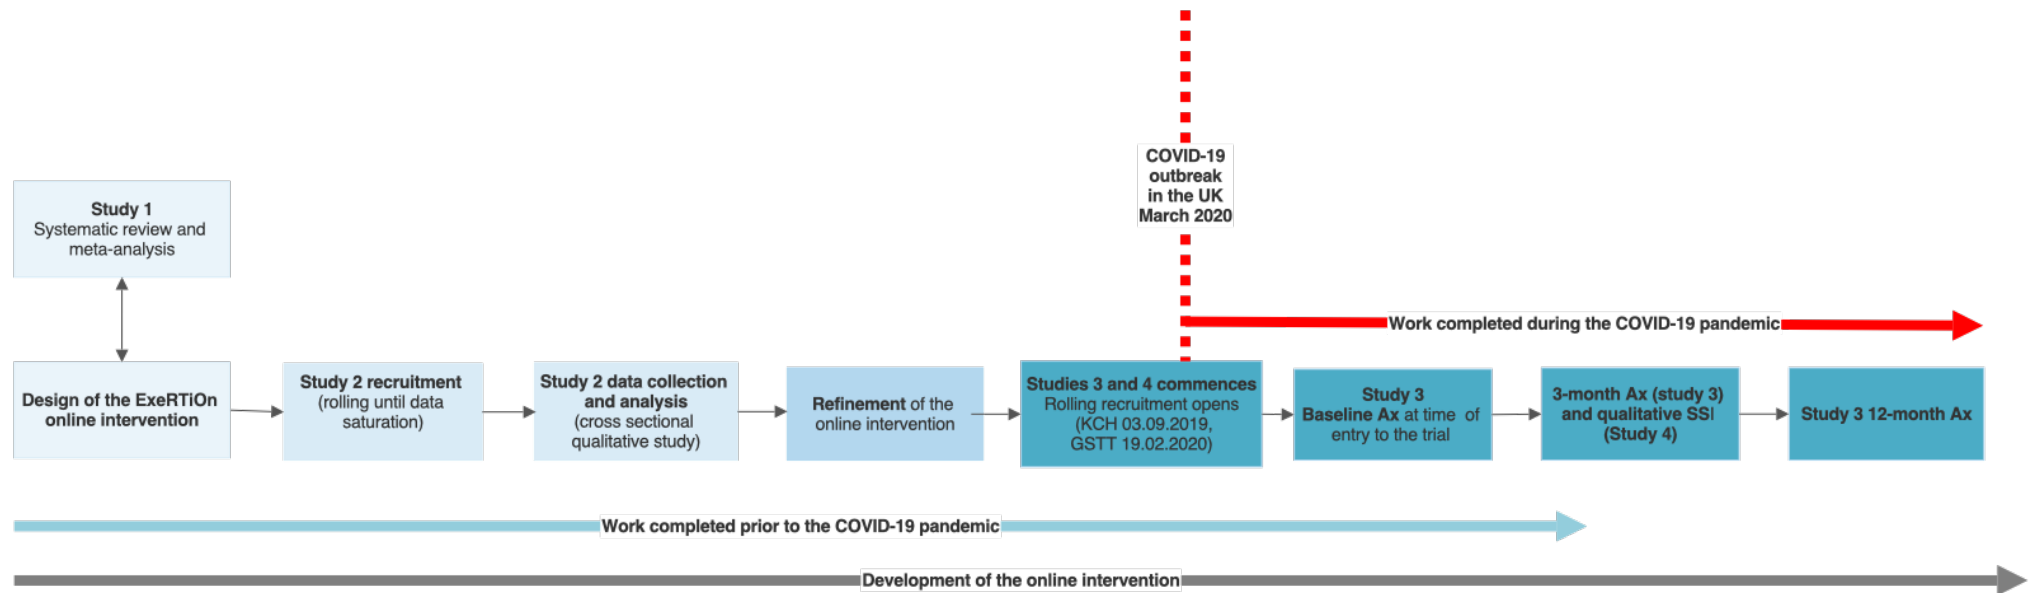 COVID-19
outbreak
in the UK
March 2020
Study 1
Systematic review and
meta-analysis
Work completed during the COVID-19 pandemic
Design of the ExeRTiOn
online intervention
Study 2 recruitment
(rolling until data
saturation)
Study 2 data collection
and analysis
(cross sectional
qualitative study)
Refinement of the
online intervention
Studies 3 and 4 commences
Rolling recruitment opens
(KCH 03.09.2019,
GSTT 19.02.2020)
Study 3
Baseline Ax at time of
entry to the trial
3-month Ax (study 3)
and qualitative SSI
(Study 4)
Study 3 12-month Ax
Work completed prior to the COVID-19 pandemic
Development of the online intervention